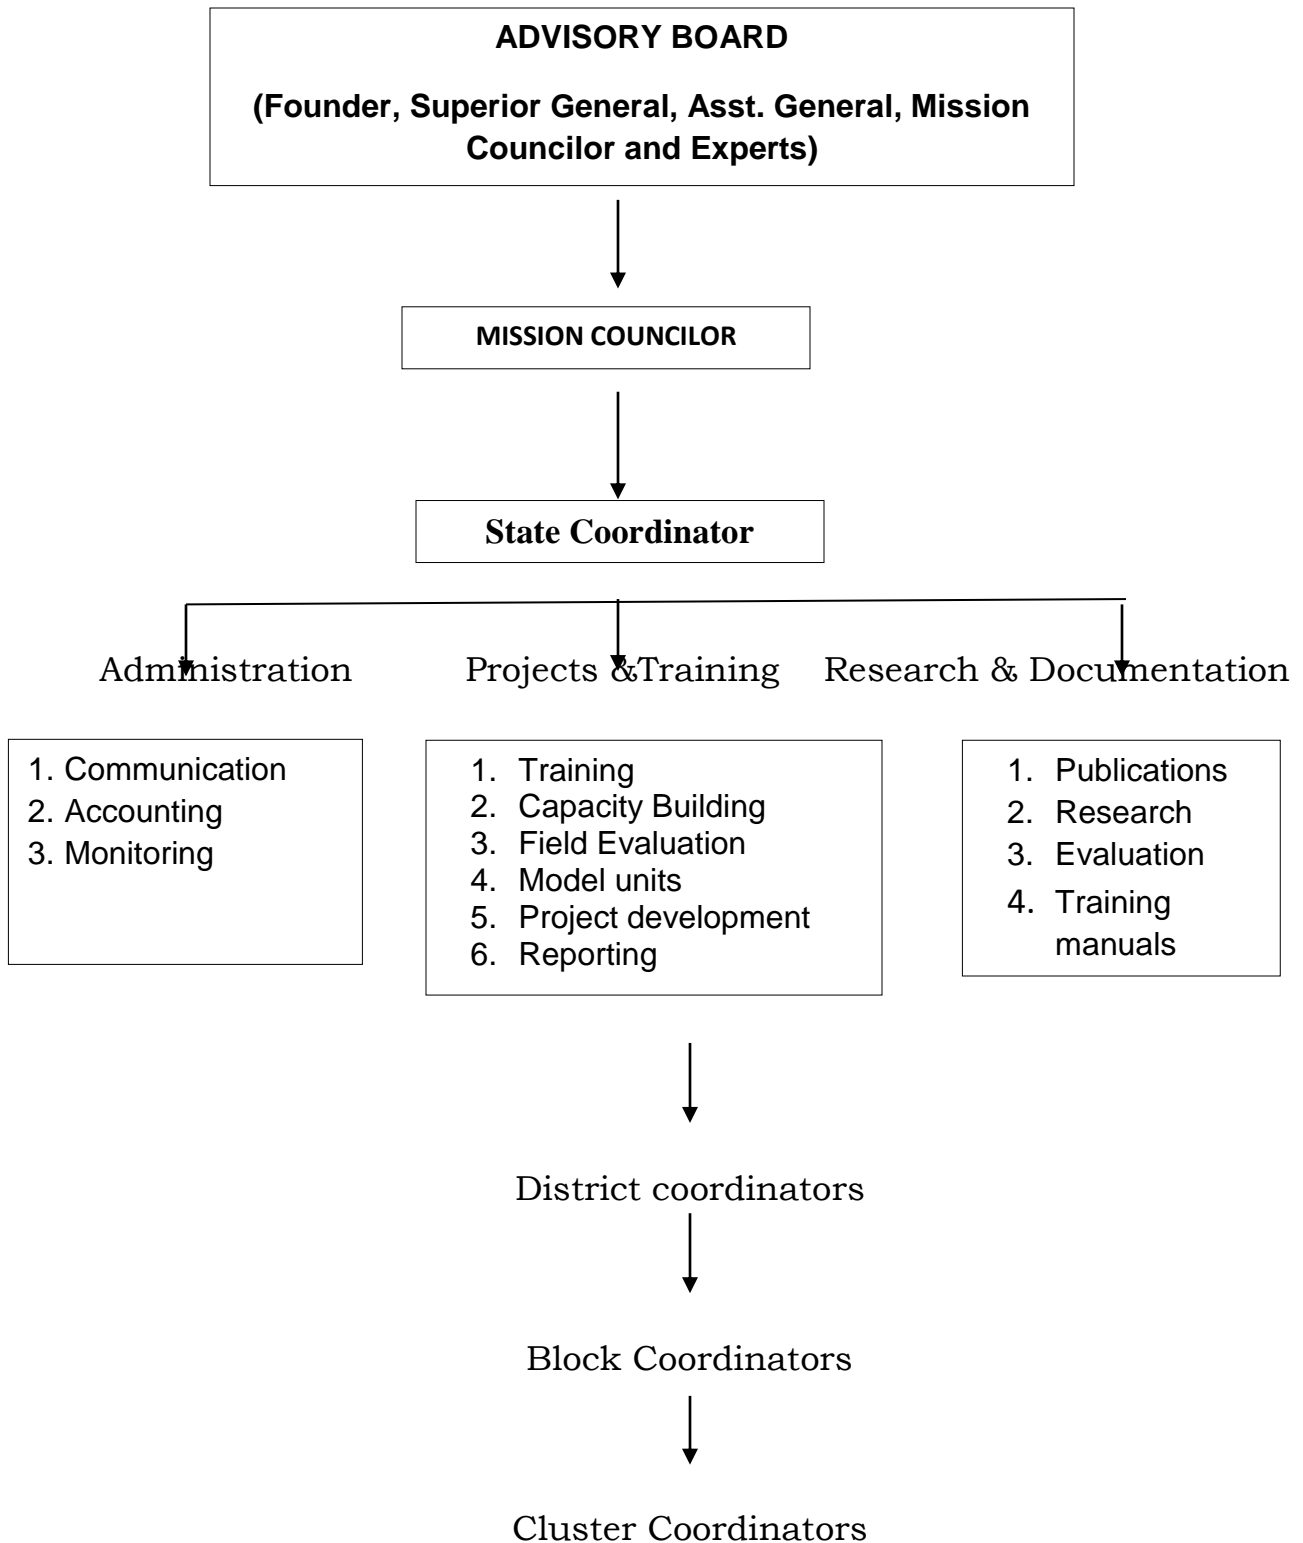 ADVISORY BOARD
(Founder, Superior General, Asst. General, Mission
Councilor and Experts)
MISSION COUNCILOR
State Coordinator
Administration
Projects &Training
Research & Documentation
1. Communication
2. Accounting
3. Monitoring
1. Training
2. Capacity Building
3. Field Evaluation
4. Model units
5. Project development
6. Reporting
1. Publications
2. Research
3. Evaluation
4. Training
manuals
District coordinators
Block Coordinators
Cluster Coordinators